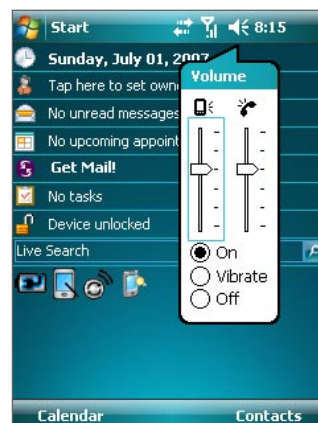 Start 8:15
Sunday, July 01, 2007
Volume
Tap here to set own
No unread messages
No upcoming appoint
Get Mail!
No tasks
Device unlocked
On
Live Search
Vibrate
Off
Calendar Contacts